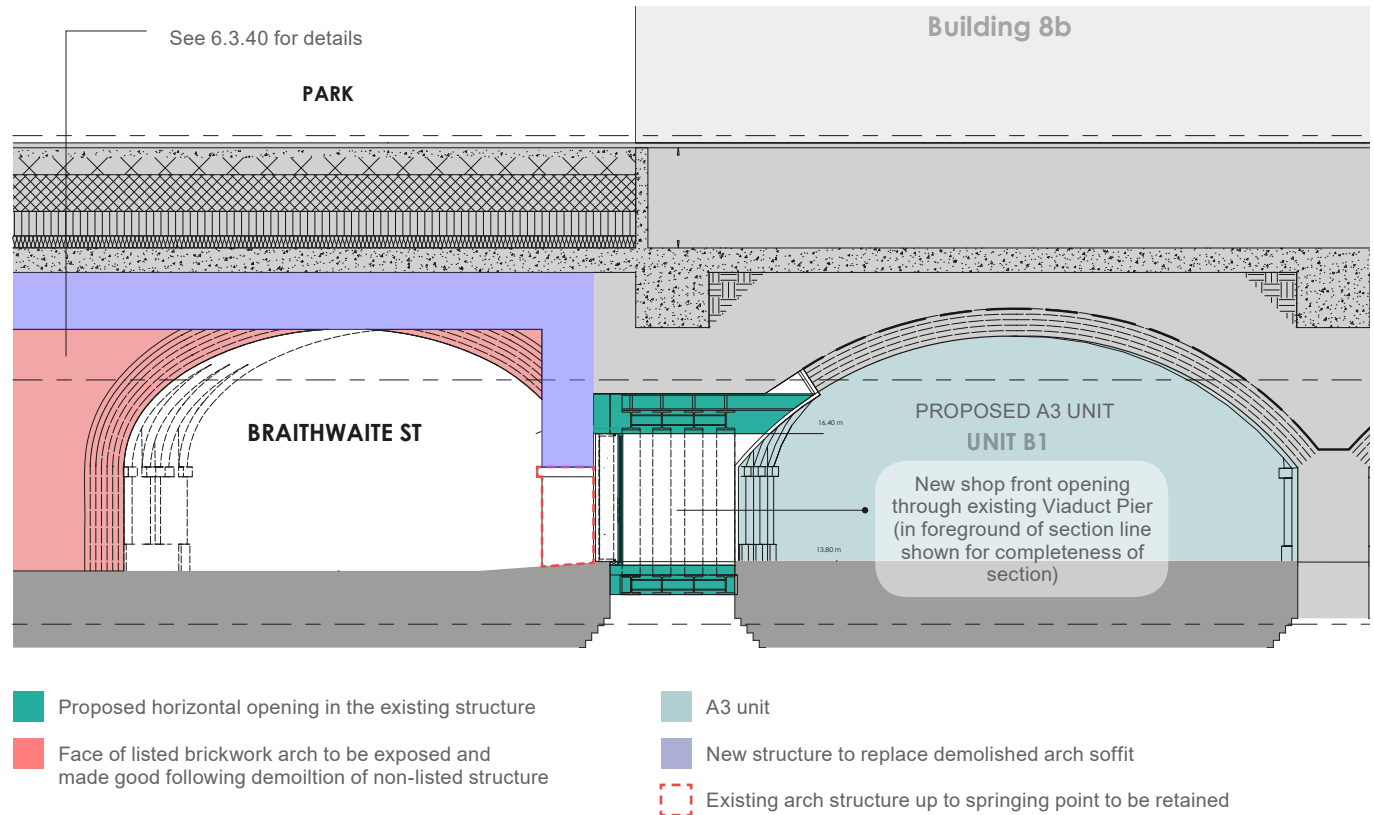 Building 8b
See 6.3.40 for details
PARK
BRAITHWAITE ST
PROPOSED A3 UNIT
UNIT B1
16.40 m
New shop front opening
through existing Viaduct Pier
(in foreground of section line
shown for completeness of
section)
13.80 m
Proposed horizontal opening in the existing structure
Face of listed brickwork arch to be exposed and
made good following demoiltion of non-listed structure
A3 unit
New structure to replace demolished arch soffit
Existing arch structure up to springing point to be retained